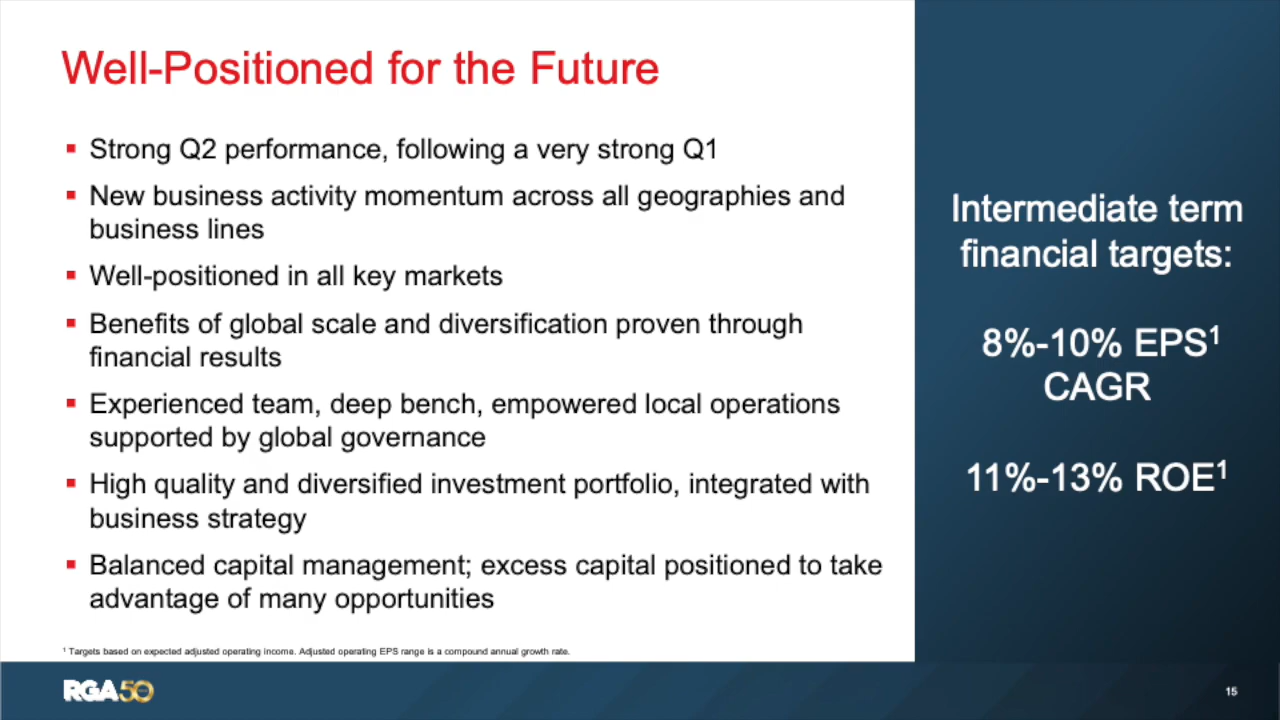 Well-Positioned for the Future
▪ Strong Q2 performance, following a very strong Q1
▪ New business activity momentum across all geographies and
business lines
▪ Well-positioned in all key markets
▪ Benefits of global scale and diversification proven through
financial results
▪ Experienced team, deep bench, empowered local operations
supported by global governance
▪ High quality and diversified investment portfolio, integrated with
business strategy
▪ Balanced capital management; excess capital positioned to take
advantage of many opportunities
¹ Targets based on expected adjusted operating income. Adjusted operating EPS range is a compound annual growth rate.
Intermediate term
financial targets:
8%-10% EPS¹
CAGR
11%-13% ROE¹
RGA50
15